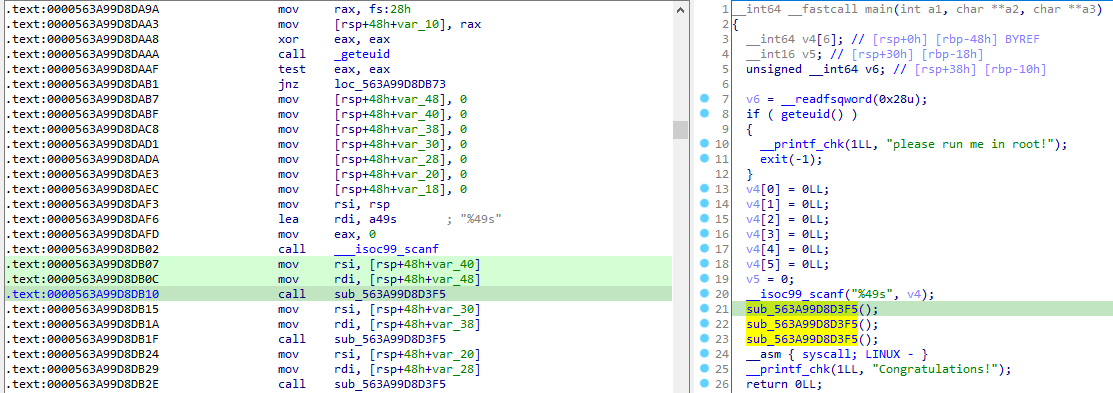 .text:0000563A99D8DA9A mov rax, fs:28h
.text:0000563A99D8DAA3 mov [rsp+48h+var_10], rax
.text:0000563A99D8DAA8 xor eax, eax
.text:0000563A99D8DAAA call _geteuid
.text:0000563A99D8DAAF test eax, eax
.text:0000563A99D8DAB1 jnz loc_563A99D8DB73
.text:0000563A99D8DAB7 mov [rsp+48h+var_48], 0
.text:0000563A99D8DABF mov [rsp+48h+var_40], 0
.text:0000563A99D8DAC8 mov [rsp+48h+var_38], 0
.text:0000563A99D8DAD1 mov [rsp+48h+var_30], 0
.text:0000563A99D8DADA mov [rsp+48h+var_28], 0
.text:0000563A99D8DAE3 mov [rsp+48h+var_20], 0
.text:0000563A99D8DAEC mov [rsp+48h+var_18], 0
.text:0000563A99D8DAF3 mov rsi, rsp
.text:0000563A99D8DAF6 lea rdi, a49s ; "%49s"
.text:0000563A99D8DAFD mov eax, 0
.text:0000563A99D8DB02 call ___isoc99_scanf
.text:0000563A99D8DB07 mov rsi, [rsp+48h+var_40]
.text:0000563A99D8DB0C mov rdi, [rsp+48h+var_48]
.text:0000563A99D8DB10 call sub_563A99D8D3F5
.text:0000563A99D8DB15 mov rsi, [rsp+48h+var_30]
.text:0000563A99D8DB1A mov rdi, [rsp+48h+var_38]
.text:0000563A99D8DB1F call sub_563A99D8D3F5
.text:0000563A99D8DB24 mov rsi, [rsp+48h+var_20]
.text:0000563A99D8DB29 mov rdi, [rsp+48h+var_28]
.text:0000563A99D8DB2E call sub_563A99D8D3F5
1 __int64 __fastcall main(int a1, char **a2, char **a3)
2 {
3 __int64 v4[6]; // [rsp+0h] [rbp-48h] BYREF
4 __int16 v5; // [rsp+30h] [rbp-18h]
5 unsigned __int64 v6; // [rsp+38h] [rbp-10h]
6
7 v6 = __readfsqword(0x28u);
8 if ( geteuid() )
9 {
10 __printf_chk(1LL, "please run me in root!");
11 exit(-1);
12 }
13 v4[0] = 0LL;
14 v4[1] = 0LL;
15 v4[2] = 0LL;
16 v4[3] = 0LL;
17 v4[4] = 0LL;
18 v4[5] = 0LL;
19 v5 = 0;
20 __isoc99_scanf("%49s", v4);
21 sub_563A99D8D3F5();
22 sub_563A99D8D3F5();
23 sub_563A99D8D3F5();
24 __asm { syscall; LINUX - }
25 __printf_chk(1LL, "Congratulations!");
26 return 0LL;